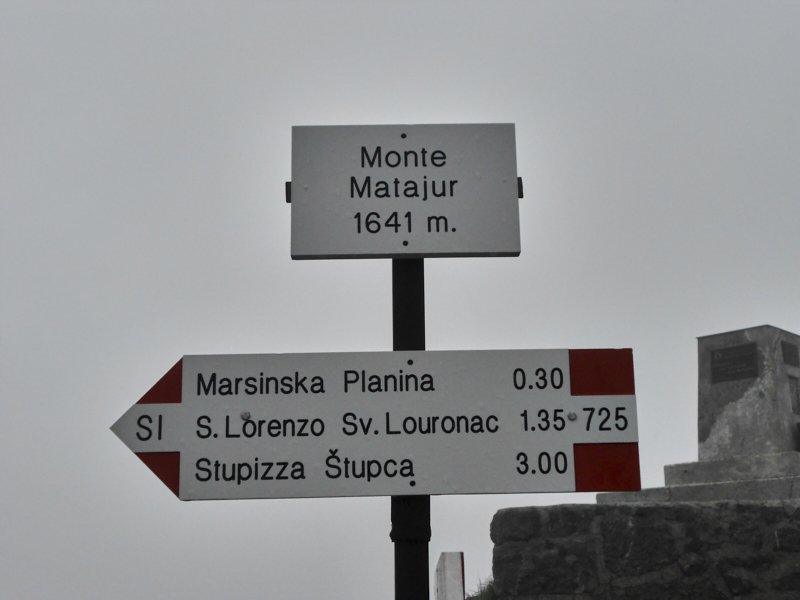 Monte
Matajur
1641 m.
Marsinska Planina 0.30
SI S. Lorenzo Sv. Louronac 1.35 725
Stupizza Štupca 3.00